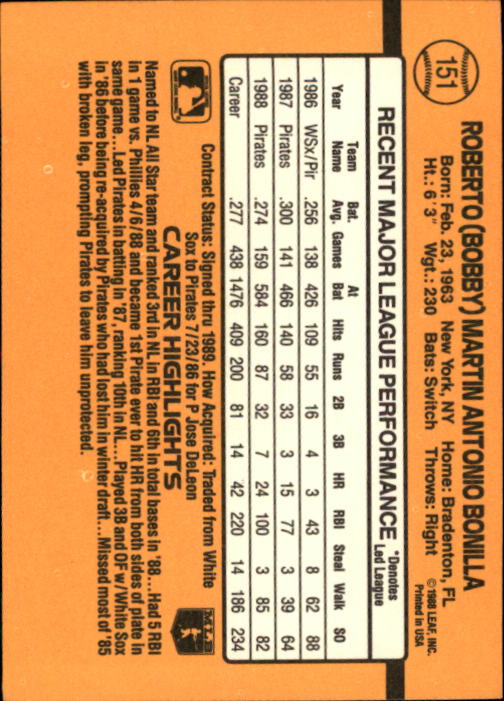 151
ROBERTO (BOBBY) MARTIN ANTONIO BONILLA
Born: Feb. 23, 1963 New York, NY Home: Bradenton, FL
Ht.: 6' 3" Wgt.: 230 Bats: Switch Throws: Right
©1988 LEAF, INC.
Printed in USA
RECENT MAJOR LEAGUE PERFORMANCE *Denotes Led League
Year Team Name Bat. Avg. Games At Bat Hits Runs 2B 3B HR RBI Steal Walk SO
1986 WSx/Pir .256 138 426 109 55 16 4 3 43 8 62 88
1987 Pirates .300 141 466 140 58 33 3 15 77 3 39 64
1988 Pirates .274 159 584 160 87 32 7 24 100 3 85 82
Career .277 438 1476 409 200 81 14 42 220 14 186 234
Contract Status: Signed thru 1989. How Acquired: Traded from White
Sox to Pirates 7/23/86 for P Jose DeLeon
MLB
CAREER HIGHLIGHTS
Named to NL All Star team and ranked 3rd in NL in RBI and 6th in total bases in '88...Had 5 RBI
in 1 game vs. Phillies 4/6/88 and became 1st Pirate ever to hit HR from both sides of plate in
same game...Led Pirates in batting in '87, ranking 10th in NL...Played 3B and OF w/White Sox
in '86 before being re-acquired by Pirates who had lost him in winter draft...Missed most of '85
with broken leg, prompting Pirates to leave him unprotected.